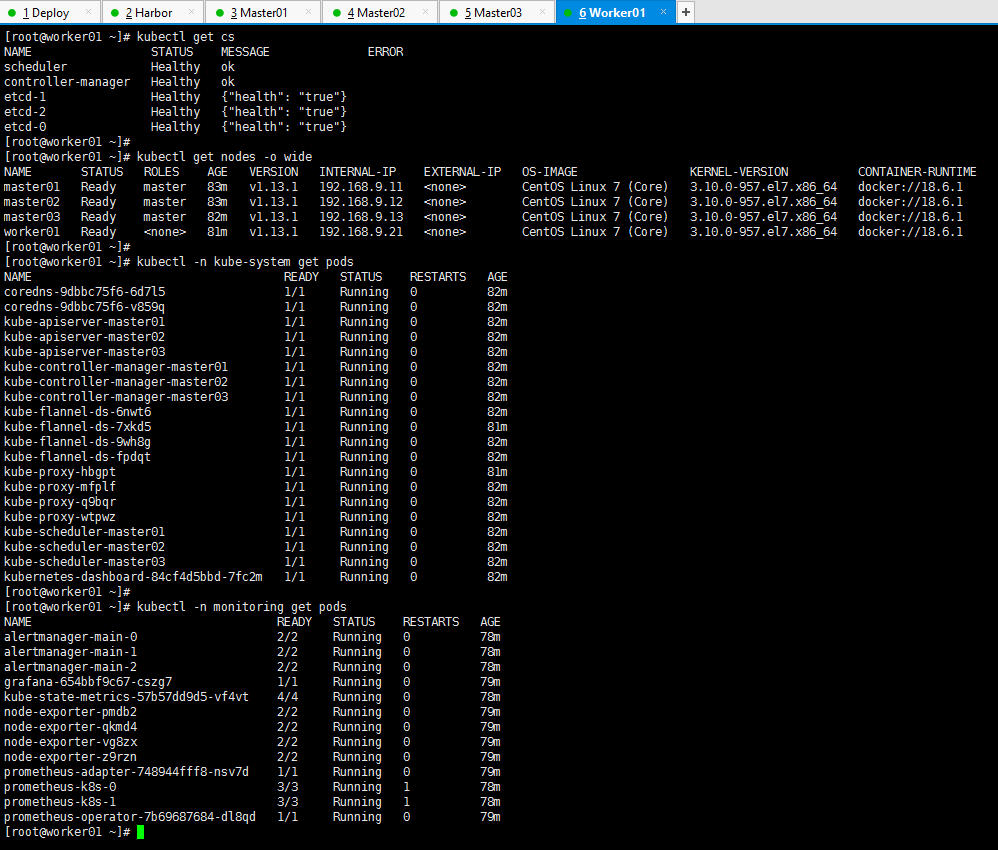 1 Deploy × 2 Harbor × 3 Master01 × 4 Master02 × 5 Master03 × 6 Worker01 × +
[root@worker01 ~]# kubectl get cs
NAME STATUS MESSAGE ERROR
scheduler Healthy ok
controller-manager Healthy ok
etcd-1 Healthy {"health": "true"}
etcd-2 Healthy {"health": "true"}
etcd-0 Healthy {"health": "true"}
[root@worker01 ~]#
[root@worker01 ~]# kubectl get nodes -o wide
NAME STATUS ROLES AGE VERSION INTERNAL-IP EXTERNAL-IP OS-IMAGE KERNEL-VERSION CONTAINER-RUNTIME
master01 Ready master 83m v1.13.1 192.168.9.11 <none> CentOS Linux 7 (Core) 3.10.0-957.el7.x86_64 docker://18.6.1
master02 Ready master 83m v1.13.1 192.168.9.12 <none> CentOS Linux 7 (Core) 3.10.0-957.el7.x86_64 docker://18.6.1
master03 Ready master 82m v1.13.1 192.168.9.13 <none> CentOS Linux 7 (Core) 3.10.0-957.el7.x86_64 docker://18.6.1
worker01 Ready <none> 81m v1.13.1 192.168.9.21 <none> CentOS Linux 7 (Core) 3.10.0-957.el7.x86_64 docker://18.6.1
[root@worker01 ~]#
[root@worker01 ~]# kubectl -n kube-system get pods
NAME READY STATUS RESTARTS AGE
coredns-9dbbc75f6-6d7l5 1/1 Running 0 82m
coredns-9dbbc75f6-v859q 1/1 Running 0 82m
kube-apiserver-master01 1/1 Running 0 82m
kube-apiserver-master02 1/1 Running 0 82m
kube-apiserver-master03 1/1 Running 0 82m
kube-controller-manager-master01 1/1 Running 0 82m
kube-controller-manager-master02 1/1 Running 0 82m
kube-controller-manager-master03 1/1 Running 0 82m
kube-flannel-ds-6nwt6 1/1 Running 0 82m
kube-flannel-ds-7xkd5 1/1 Running 0 81m
kube-flannel-ds-9wh8g 1/1 Running 0 82m
kube-flannel-ds-fpdqt 1/1 Running 0 82m
kube-proxy-hbgpt 1/1 Running 0 81m
kube-proxy-mfplf 1/1 Running 0 82m
kube-proxy-q9bqr 1/1 Running 0 82m
kube-proxy-wtpwz 1/1 Running 0 82m
kube-scheduler-master01 1/1 Running 0 82m
kube-scheduler-master02 1/1 Running 0 82m
kube-scheduler-master03 1/1 Running 0 82m
kubernetes-dashboard-84cf4d5bbd-7fc2m 1/1 Running 0 82m
[root@worker01 ~]#
[root@worker01 ~]# kubectl -n monitoring get pods
NAME READY STATUS RESTARTS AGE
alertmanager-main-0 2/2 Running 0 78m
alertmanager-main-1 2/2 Running 0 78m
alertmanager-main-2 2/2 Running 0 78m
grafana-654bbf9c67-cszg7 1/1 Running 0 79m
kube-state-metrics-57b57dd9d5-vf4vt 4/4 Running 0 78m
node-exporter-pmdb2 2/2 Running 0 79m
node-exporter-qkmd4 2/2 Running 0 79m
node-exporter-vg8zx 2/2 Running 0 79m
node-exporter-z9rzn 2/2 Running 0 79m
prometheus-adapter-748944fff8-nsv7d 1/1 Running 0 79m
prometheus-k8s-0 3/3 Running 1 78m
prometheus-k8s-1 3/3 Running 1 78m
prometheus-operator-7b69687684-dl8qd 1/1 Running 0 79m
[root@worker01 ~]#